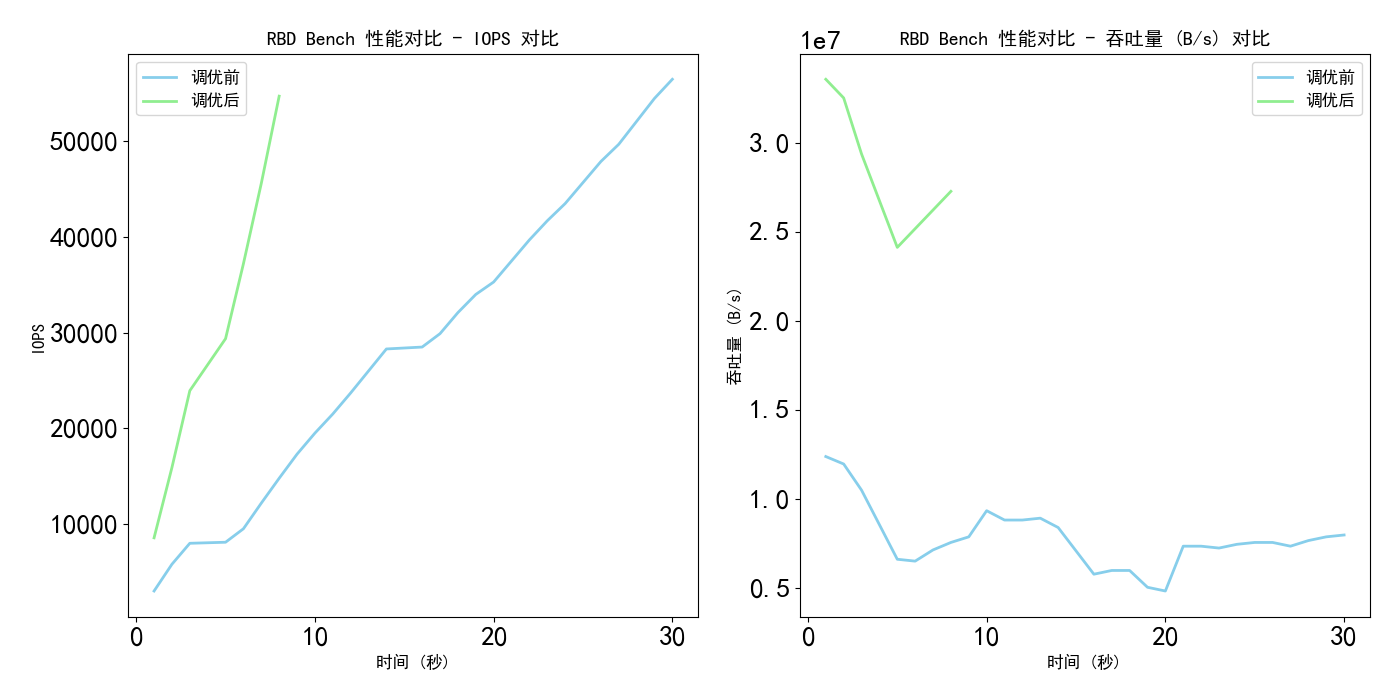 RBD Bench 性能对比 - IOPS 对比
调优前
调优后
50000
40000
30000
20000
10000
IOPS
0
10
20
30
时间 (秒)
RBD Bench 性能对比 - 吞吐量 (B/s) 对比
1e7
调优前
调优后
3.0
2.5
2.0
1.5
1.0
0.5
吞吐量 (B/s)
0
10
20
30
时间 (秒)